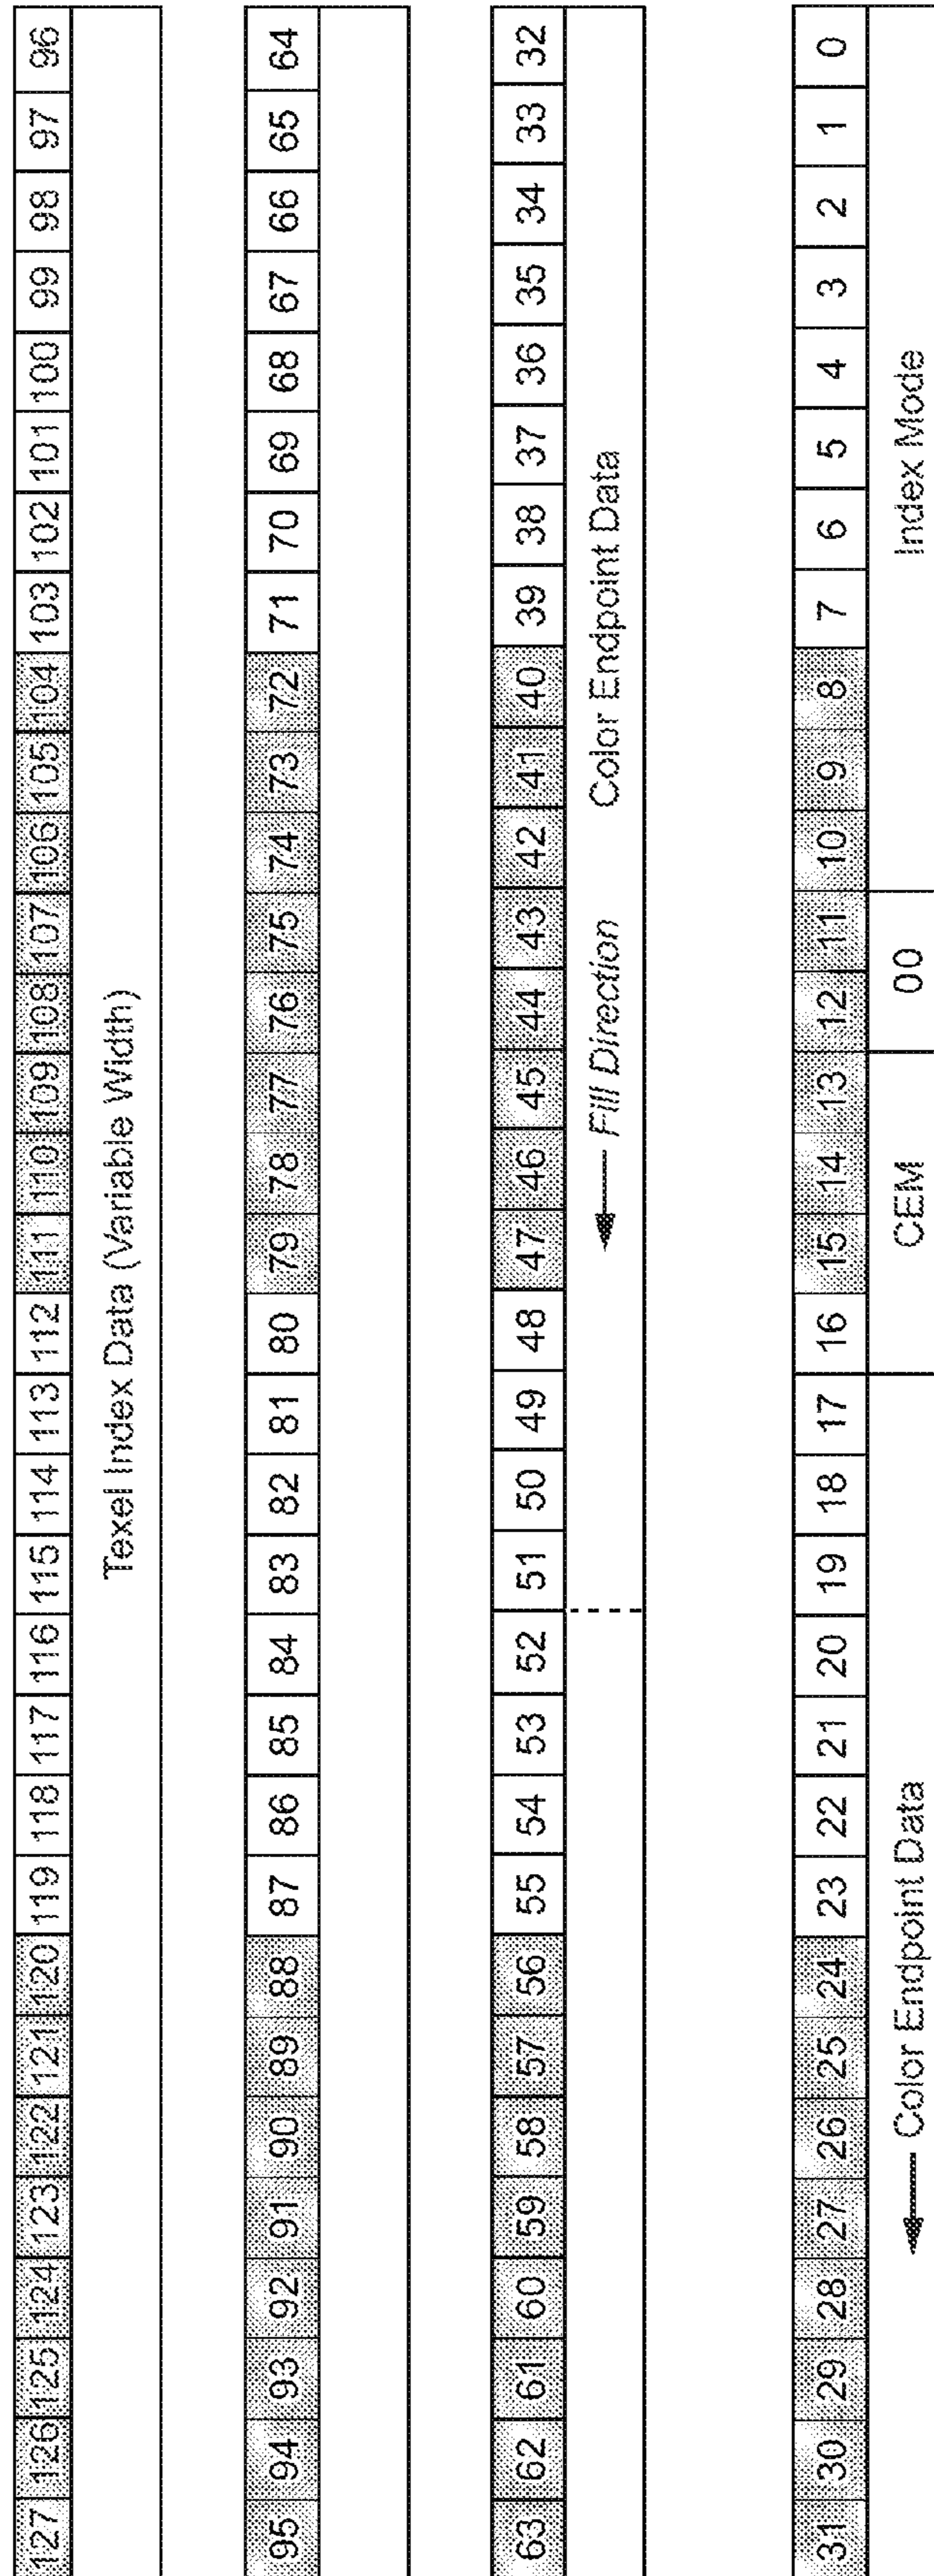 127 126 125 124 123 122 121 120 119 118 117 116 115 114 113 112 111 110 109 108 107 106 105 104 103 102 101 100 99 98 97 96
Texel Index Data (Variable Width)
95 94 93 92 91 90 89 88 87 86 85 84 83 82 81 80 79 78 77 76 75 74 73 72 71 70 69 68 67 66 65 64
63 62 61 60 59 58 57 56 55 54 53 52 51 50 49 48 47 46 45 44 43 42 41 40 39 38 37 36 35 34 33 32
Fill Direction Color Endpoint Data
31 30 29 28 27 26 25 24 23 22 21 20 19 18 17 16 15 14 13 12 11 10 9 8 7 6 5 4 3 2 1 0
Color Endpoint Data CEM 00 Index Mode